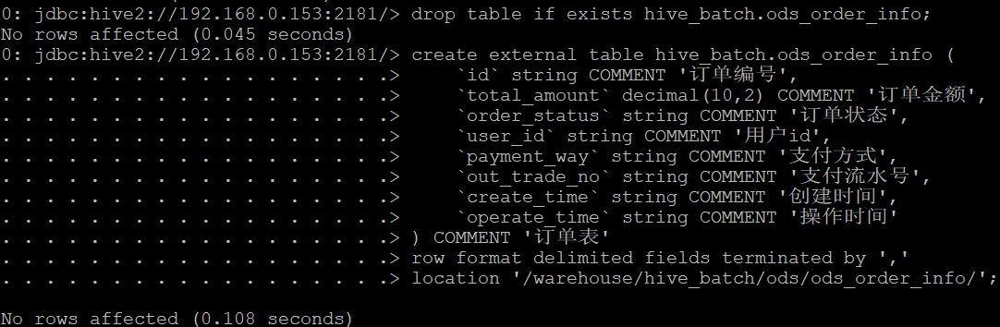 0: jdbc:hive2://192.168.0.153:2181/> drop table if exists hive_batch.ods_order_info;
No rows affected (0.045 seconds)
0: jdbc:hive2://192.168.0.153:2181/> create external table hive_batch.ods_order_info (
. . . . . . . . . . . . . . . . . .>     `id` string COMMENT '订单编号',
. . . . . . . . . . . . . . . . . .>     `total_amount` decimal(10,2) COMMENT '订单金额',
. . . . . . . . . . . . . . . . . .>     `order_status` string COMMENT '订单状态',
. . . . . . . . . . . . . . . . . .>     `user_id` string COMMENT '用户id',
. . . . . . . . . . . . . . . . . .>     `payment_way` string COMMENT '支付方式',
. . . . . . . . . . . . . . . . . .>     `out_trade_no` string COMMENT '支付流水号',
. . . . . . . . . . . . . . . . . .>     `create_time` string COMMENT '创建时间',
. . . . . . . . . . . . . . . . . .>     `operate_time` string COMMENT '操作时间'
. . . . . . . . . . . . . . . . . .> ) COMMENT '订单表'
. . . . . . . . . . . . . . . . . .> row format delimited fields terminated by ','
. . . . . . . . . . . . . . . . . .> location '/warehouse/hive_batch/ods/ods_order_info/';
No rows affected (0.108 seconds)